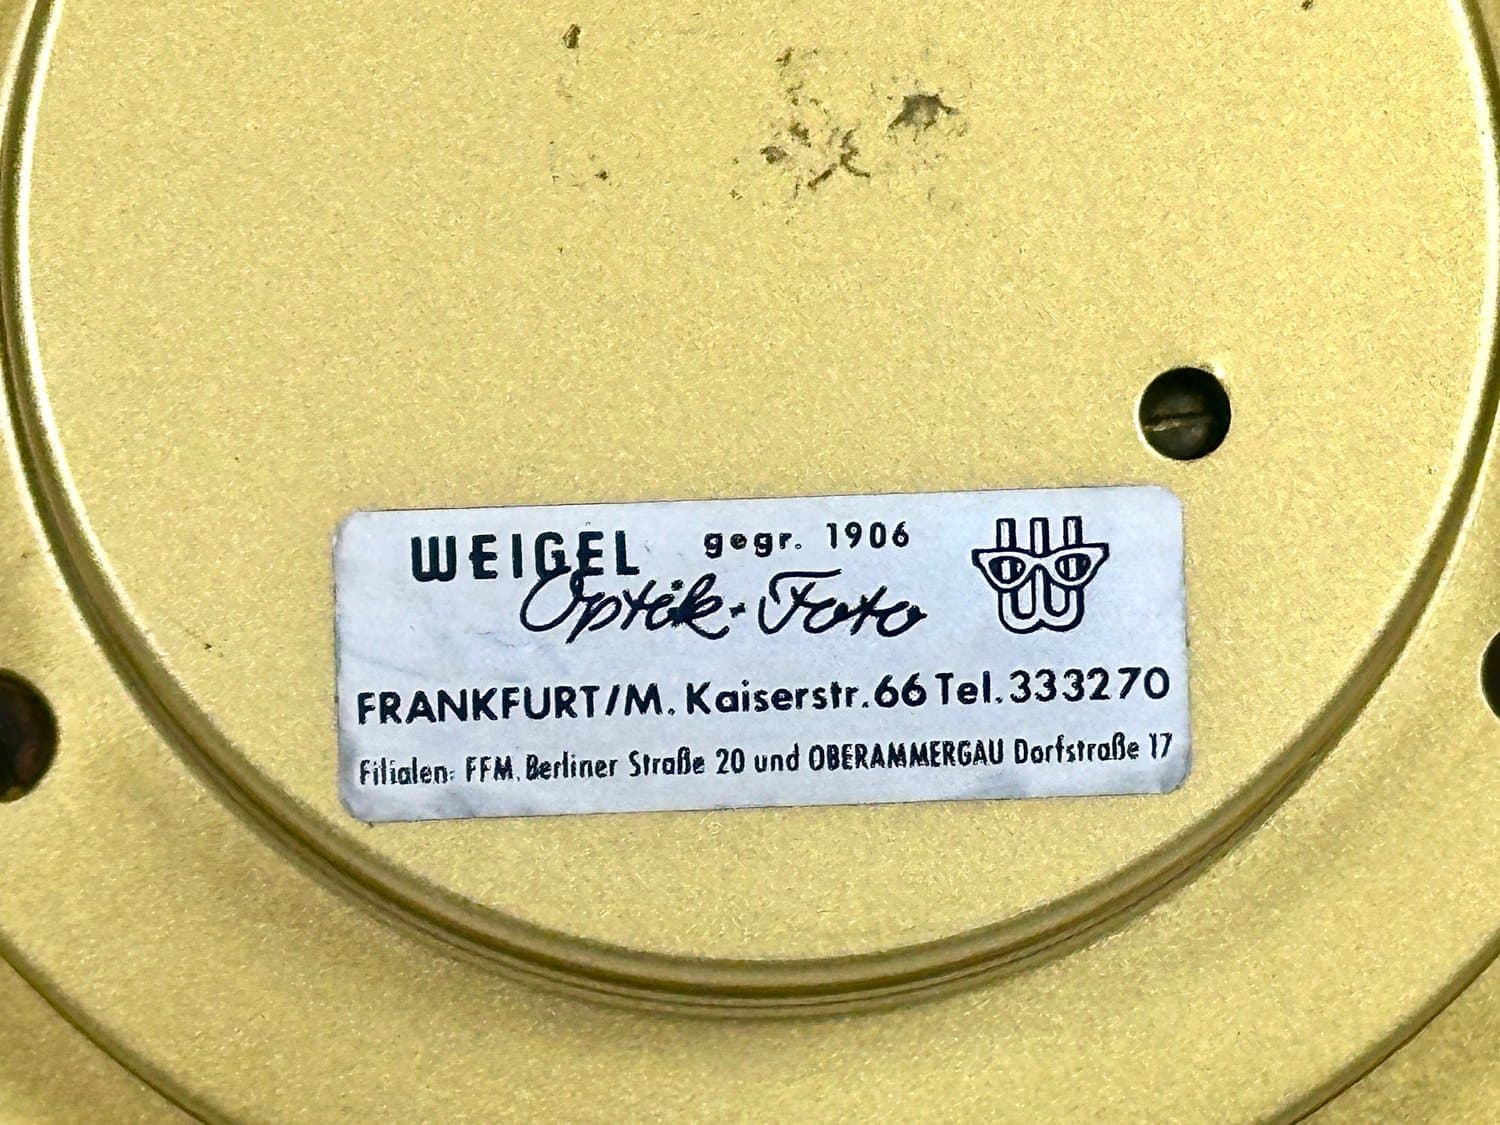 WEIGEL gegr. 1906
Optik-Foto
FRANKFURT/M. Kaiserstr. 66 Tel. 333270
Filialen: FFM, Berliner Straße 20 und OBERAMMERGAU Dorfstraße 17